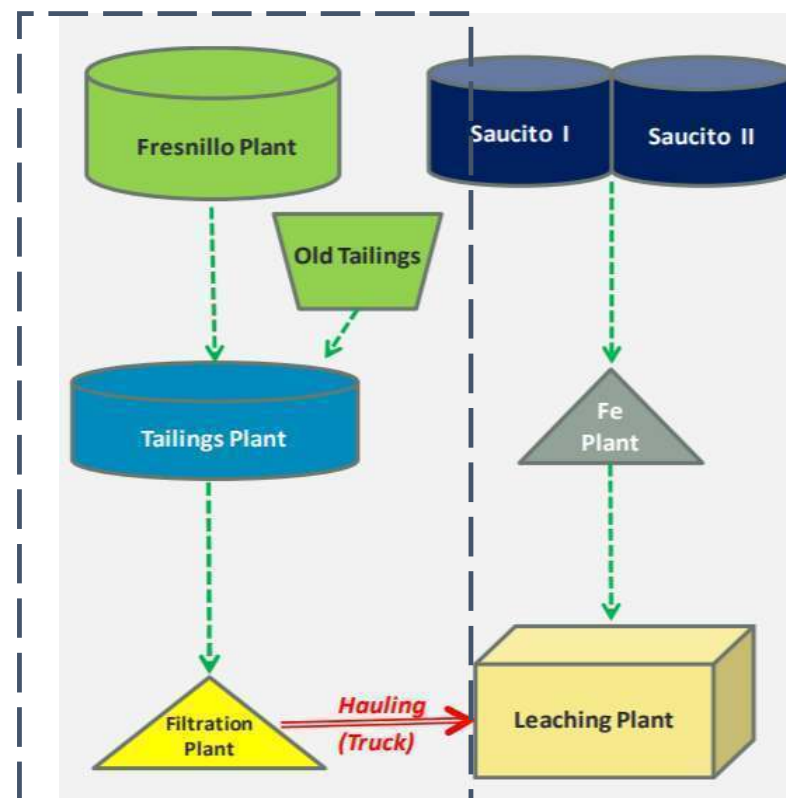 Fresnillo Plant
Saucito I
Saucito II
Old Tailings
Tailings Plant
Fe
Plant
Filtration
Plant
Hauling
(Truck)
Leaching Plant